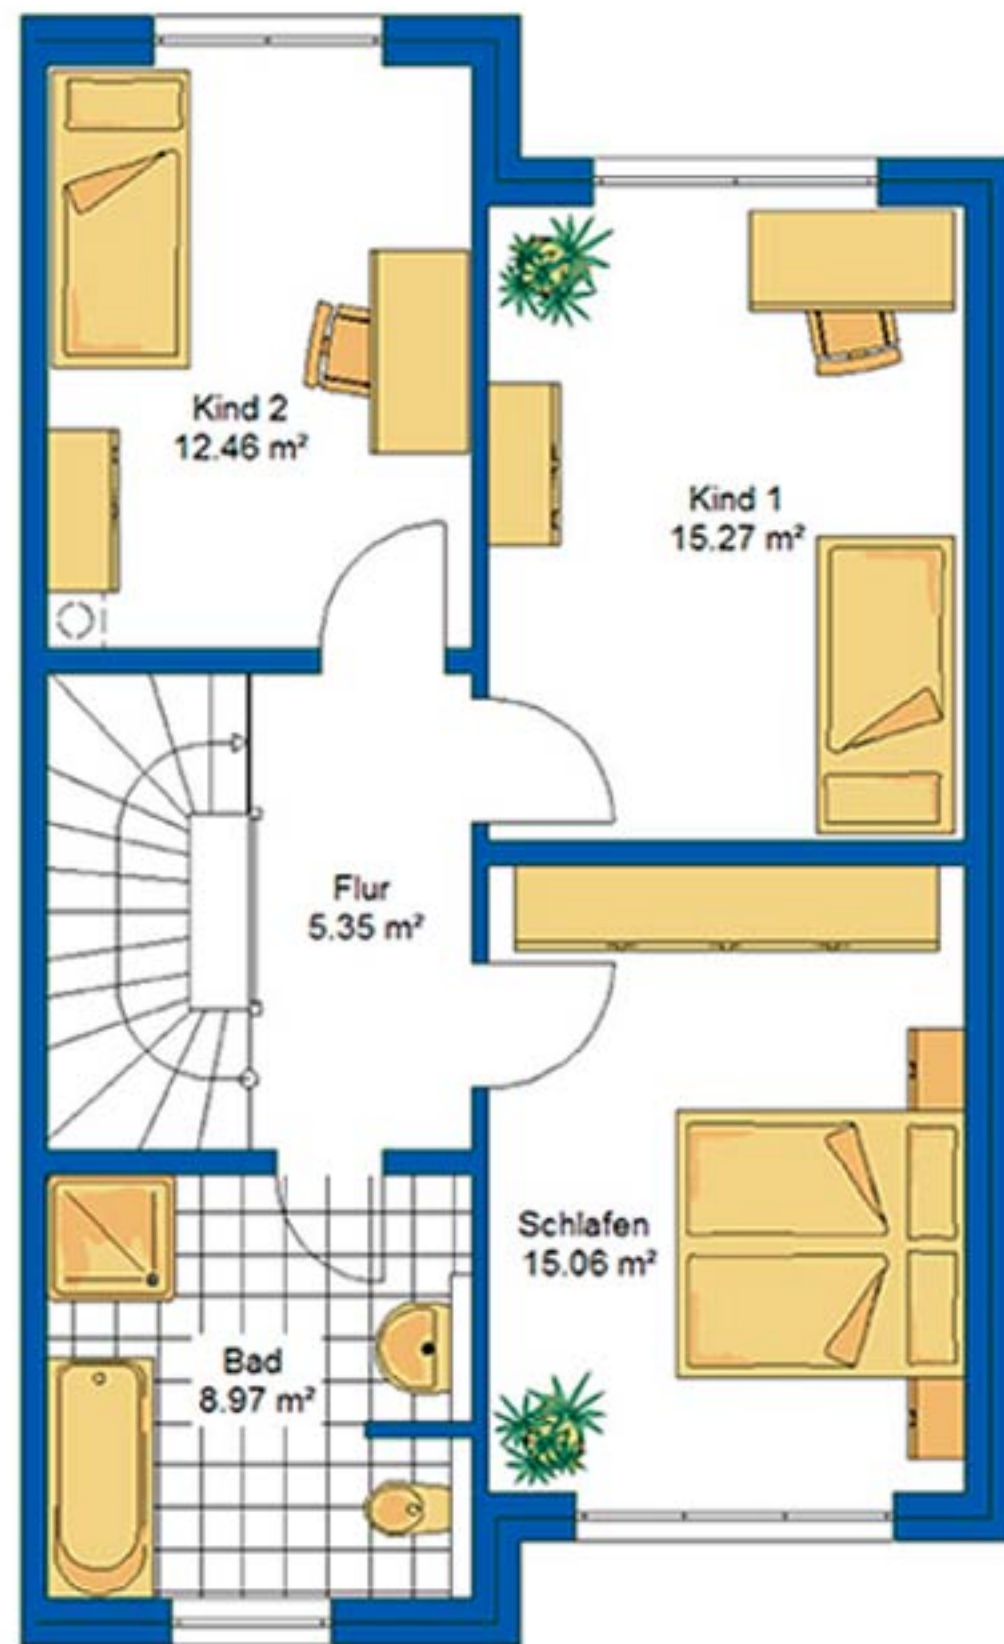 Kind 2
12.46 m²
Kind 1
15.27 m²
Flur
5.35 m²
Schlafen
15.06 m²
Bad
8.97 m²